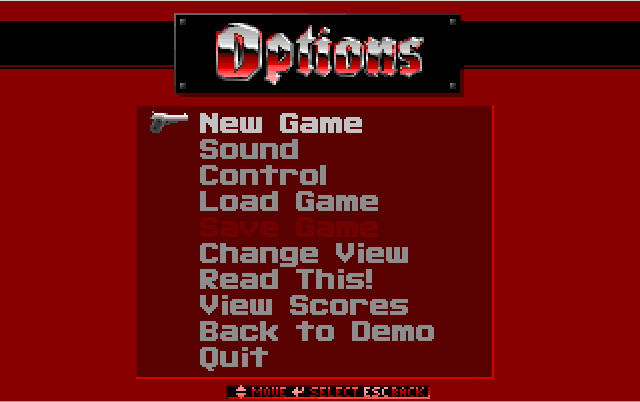 Options
New Game
Sound
Control
Load Game
Save Game
Change View
Read This!
View Scores
Back to Demo
Quit
MOVE SELECT ESC BACK